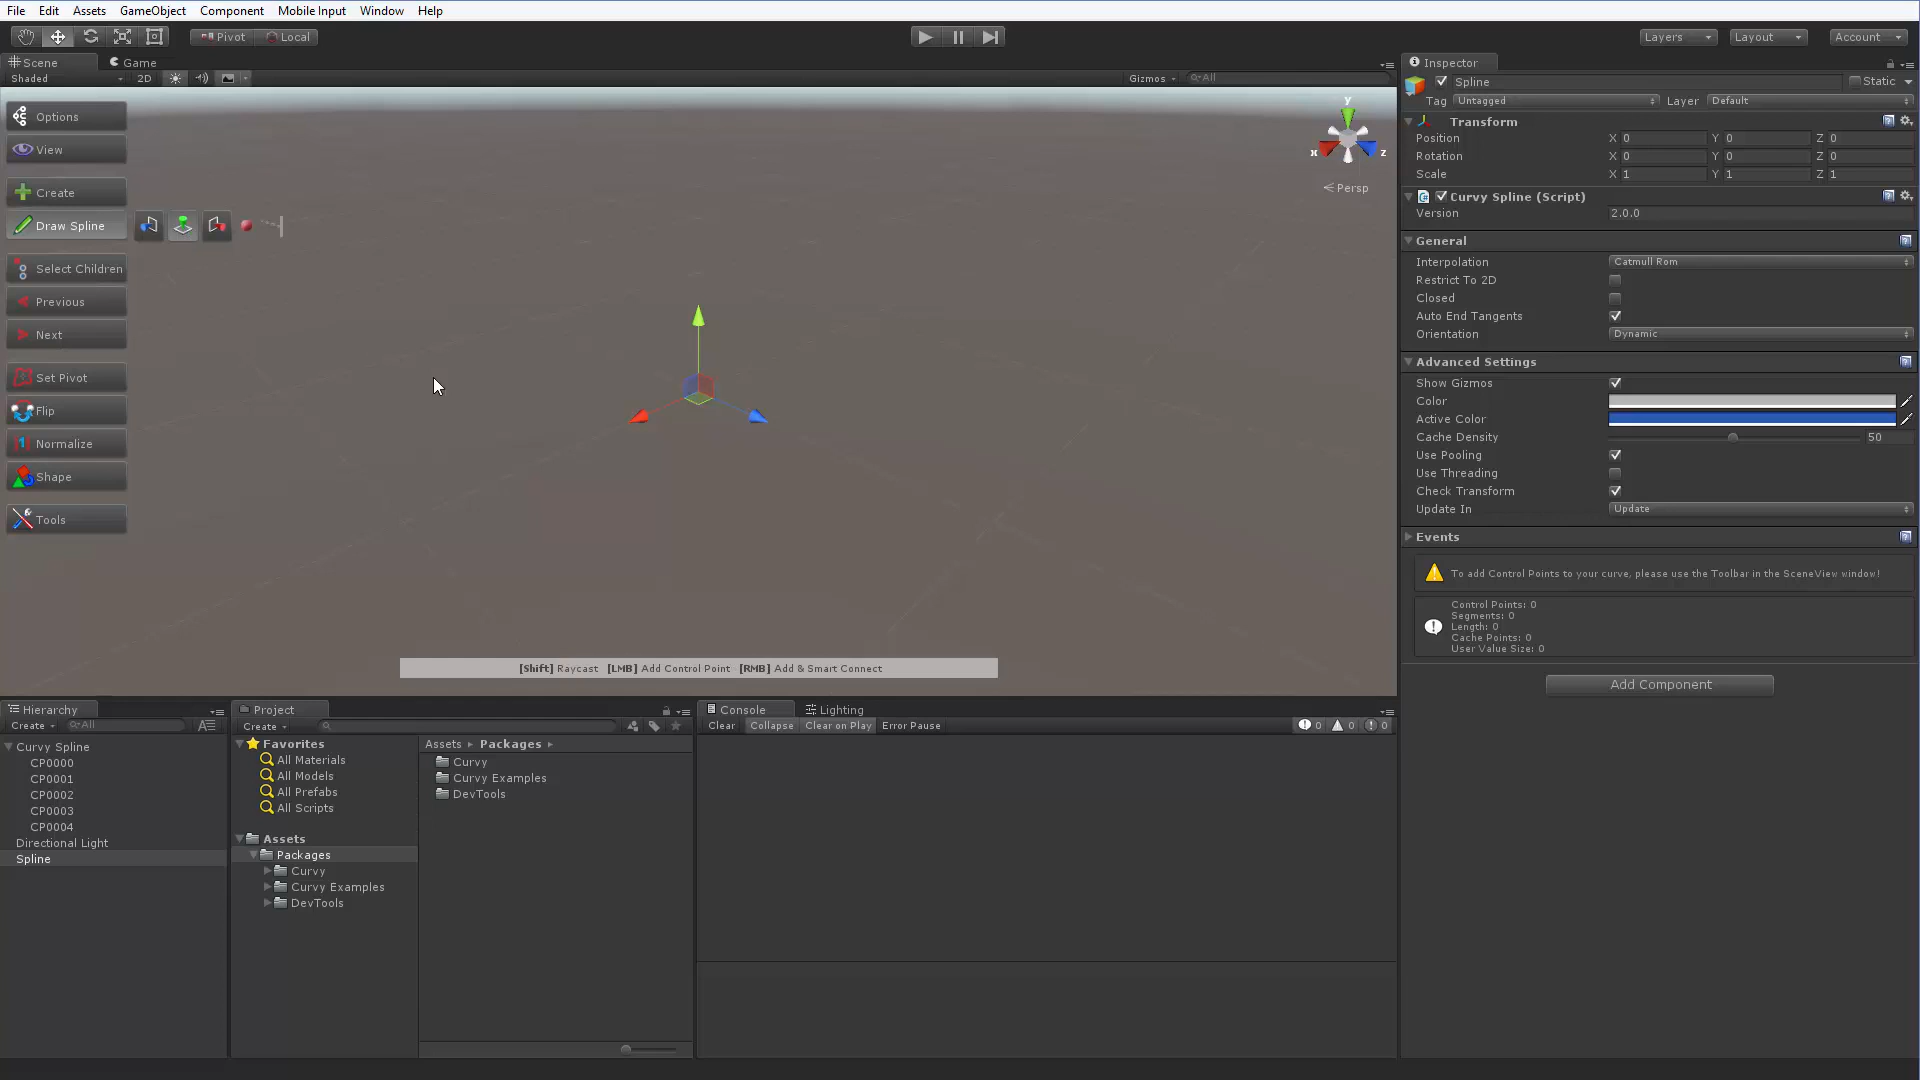 File Edit Assets GameObject Component Mobile Input Window Help
Pivot Local Layers Layout Account
Scene Game
Shaded 2D Gizmos All
Options
View
Create
Draw Spline
Select Children
Previous
Next
Set Pivot
Flip
Normalize
Shape
Tools
y
x z
Persp
[Shift] Raycast [LMB] Add Control Point [RMB] Add & Smart Connect
Inspector
Spline Static
Tag Untagged Layer Default
Transform
Position X 0 Y 0 Z 0
Rotation X 0 Y 0 Z 0
Scale X 1 Y 1 Z 1
Curvy Spline (Script)
Version 2.0.0
General
Interpolation Catmull Rom
Restrict To 2D
Closed
Auto End Tangents
Orientation Dynamic
Advanced Settings
Show Gizmos
Color
Active Color
Cache Density 50
Use Pooling
Use Threading
Check Transform
Update In Update
Events
To add Control Points to your curve, please use the Toolbar in the SceneView window!
Control Points: 0
Segments: 0
Length: 0
Cache Points: 0
User Value Size: 0
Add Component
Hierarchy
Create All
Curvy Spline
CP0000
CP0001
CP0002
CP0003
CP0004
Directional Light
Spline
Project
Create
Favorites
All Materials
All Models
All Prefabs
All Scripts
Assets
Packages
Curvy
Curvy Examples
DevTools
Assets Packages
Curvy
Curvy Examples
DevTools
Console Lighting
Clear Collapse Clear on Play Error Pause 0 0 0